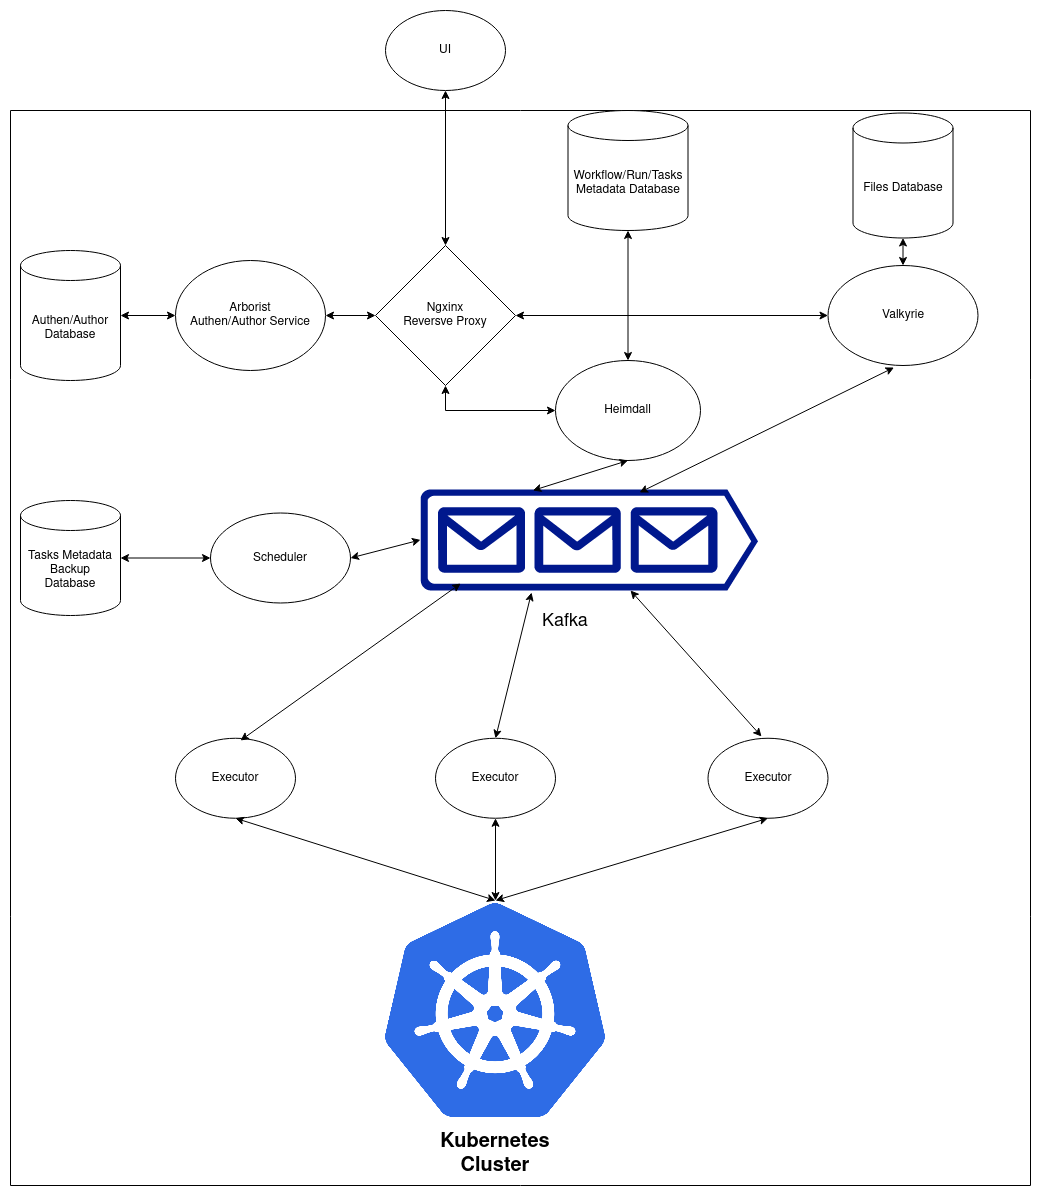 UI
Workflow/Run/Tasks
Metadata Database
Files Database
Authen/Author
Database
Arborist
Authen/Author Service
Ngxinx
Reversve Proxy
Valkyrie
Heimdall
Tasks Metadata
Backup
Database
Scheduler
Kafka
Executor
Executor
Executor
Kubernetes
Cluster